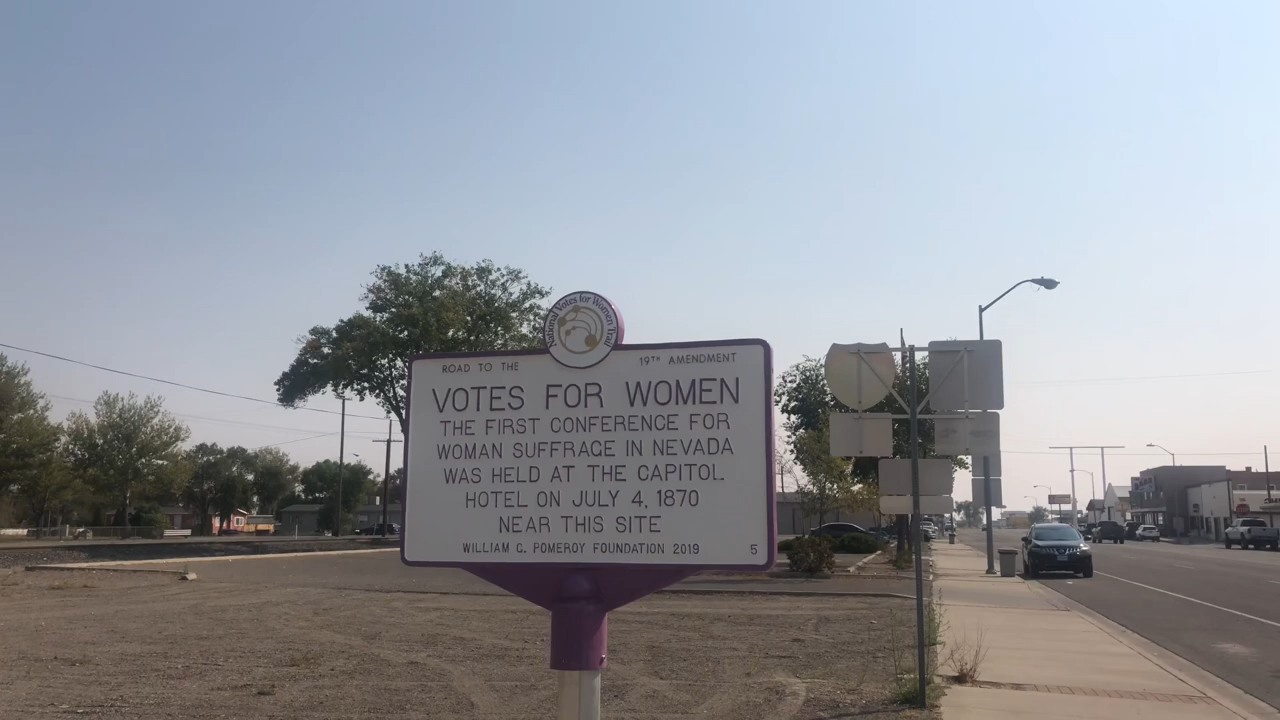 National Votes for Women Trail
ROAD TO THE
19TH AMENDMENT
VOTES FOR WOMEN
THE FIRST CONFERENCE FOR
WOMAN SUFFRAGE IN NEVADA
WAS HELD AT THE CAPITOL
HOTEL ON JULY 4, 1870
NEAR THIS SITE
WILLIAM G. POMEROY FOUNDATION 2019
5